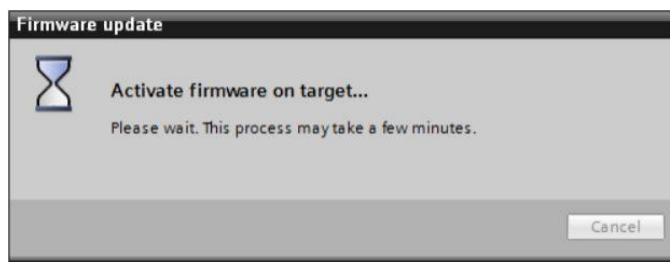 Firmware update
Activate firmware on target...
Please wait. This process may take a few minutes.
Cancel